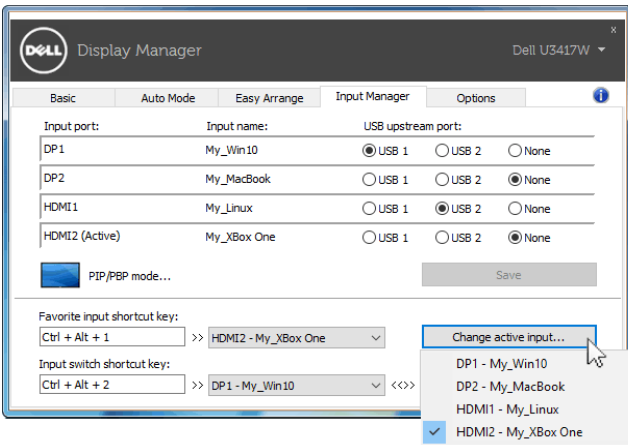 x
DELL Display Manager Dell U3417W
Basic Auto Mode Easy Arrange Input Manager Options i
Input port: Input name: USB upstream port:
DP1 My_Win10 USB 1 USB 2 None
DP2 My_MacBook USB 1 USB 2 None
HDMI1 My_Linux USB 1 USB 2 None
HDMI2 (Active) My_XBox One USB 1 USB 2 None
PIP/PBP mode... Save
Favorite input shortcut key:
Ctrl + Alt + 1 >> HDMI2 - My_XBox One Change active input...
Input switch shortcut key:
Ctrl + Alt + 2 >> DP1 - My_Win10 <<>>
DP1 - My_Win10
DP2 - My_MacBook
HDMI1 - My_Linux
HDMI2 - My_XBox One